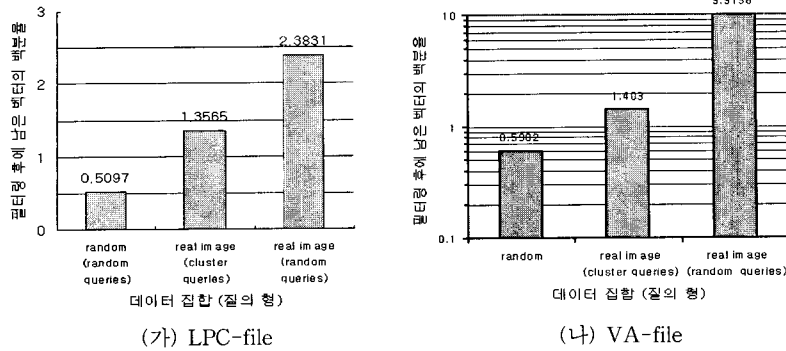 필터링 후에 남은 벡터의 백분율
3
2
1
0
0.5097
1.3565
2.3831
random
(random
queries)
real image
(cluster
queries)
real image
(random
queries)
데이터 집합 (질의 형)
(가) LPC-file
필터링 후에 남은 벡터의 백분율
10
1
0.1
0.5982
1.403
random
real image
(cluster queries)
real image
(random queries)
데이터 집합 (질의 형)
(나) VA-file